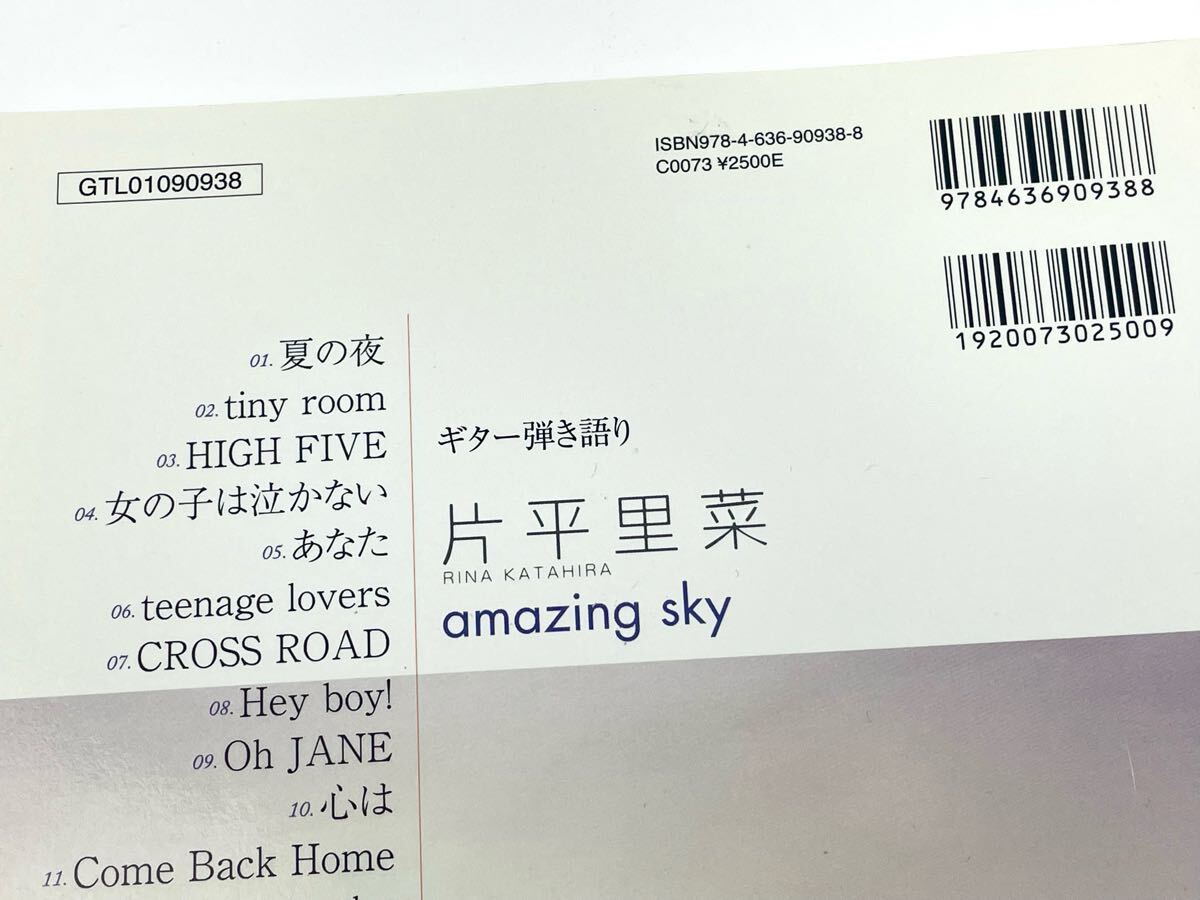 GTL01090938
ISBN978-4-636-90938-8
C0073 ¥2500E
9784636909388
1920073025009
01. 夏の夜
02. tiny room
03. HIGH FIVE
04. 女の子は泣かない
05. あなた
06. teenage lovers
07. CROSS ROAD
08. Hey boy!
09. Oh JANE
10. 心は
11. Come Back Home
ギター弾き語り
片平里菜
RINA KATAHIRA
amazing sky